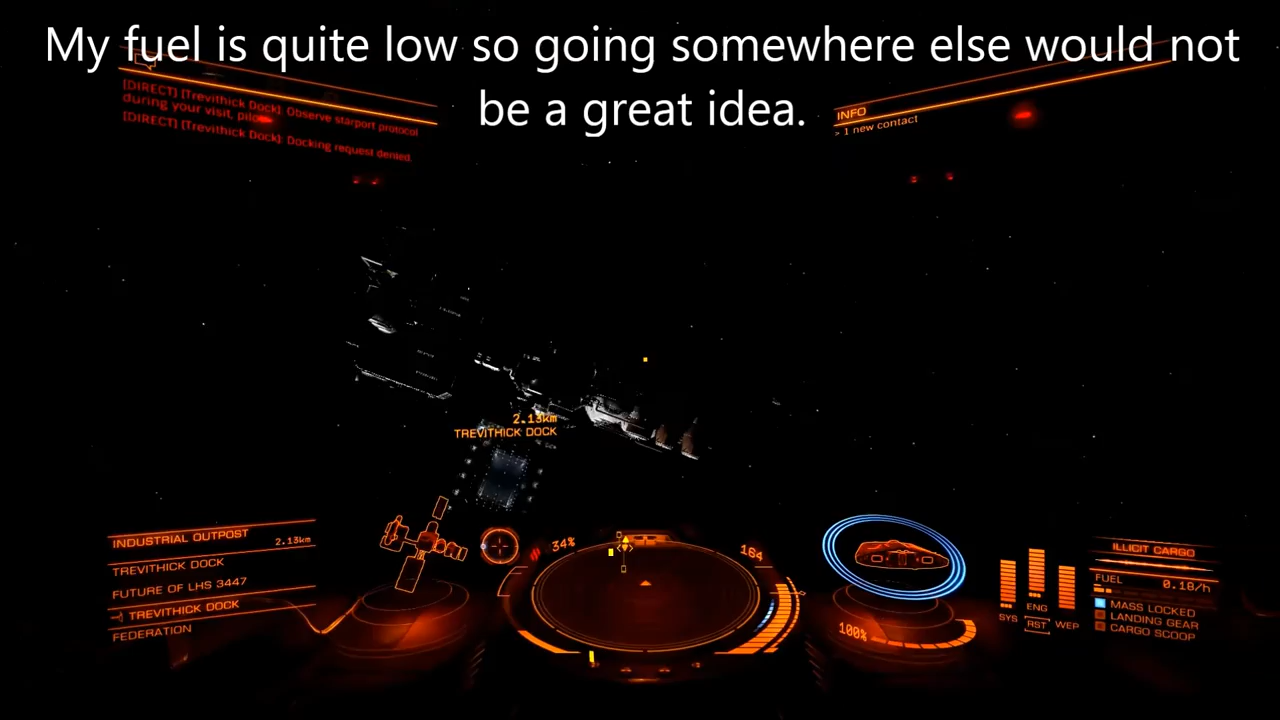 My fuel is quite low so going somewhere else would not
be a great idea.
[DIRECT] [Trevithick Dock]: Observe starport protocol
during your visit, pilot
[DIRECT] [Trevithick Dock]: Docking request denied.
INFO
> 1 new contact
2.13km
TREVITHICK DOCK
INDUSTRIAL OUTPOST
2.13km
TREVITHICK DOCK
FUTURE OF LHS 3447
TREVITHICK DOCK
FEDERATION
34%
164
100%
SYS ENG WEP
RST
ILLICIT CARGO
FUEL 0.18/h
MASS LOCKED
LANDING GEAR
CARGO SCOOP